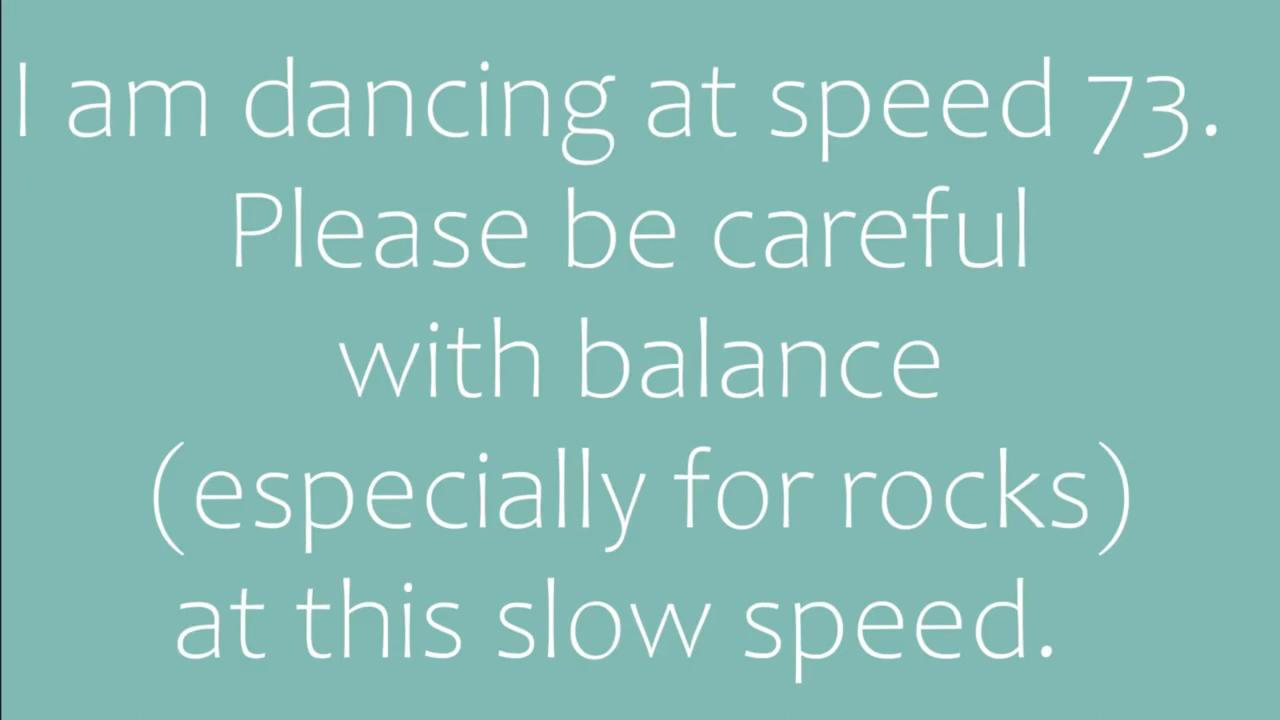 I am dancing at speed 73.
Please be careful
with balance
(especially for rocks)
at this slow speed.